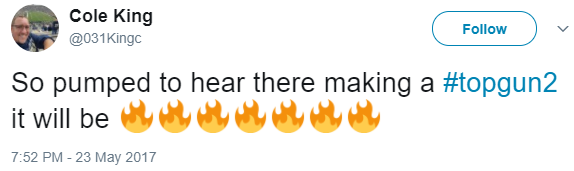 Cole King
@031Kingc
Follow
So pumped to hear there making a #topgun2
it will be 🔥🔥🔥🔥🔥🔥🔥
7:52 PM - 23 May 2017